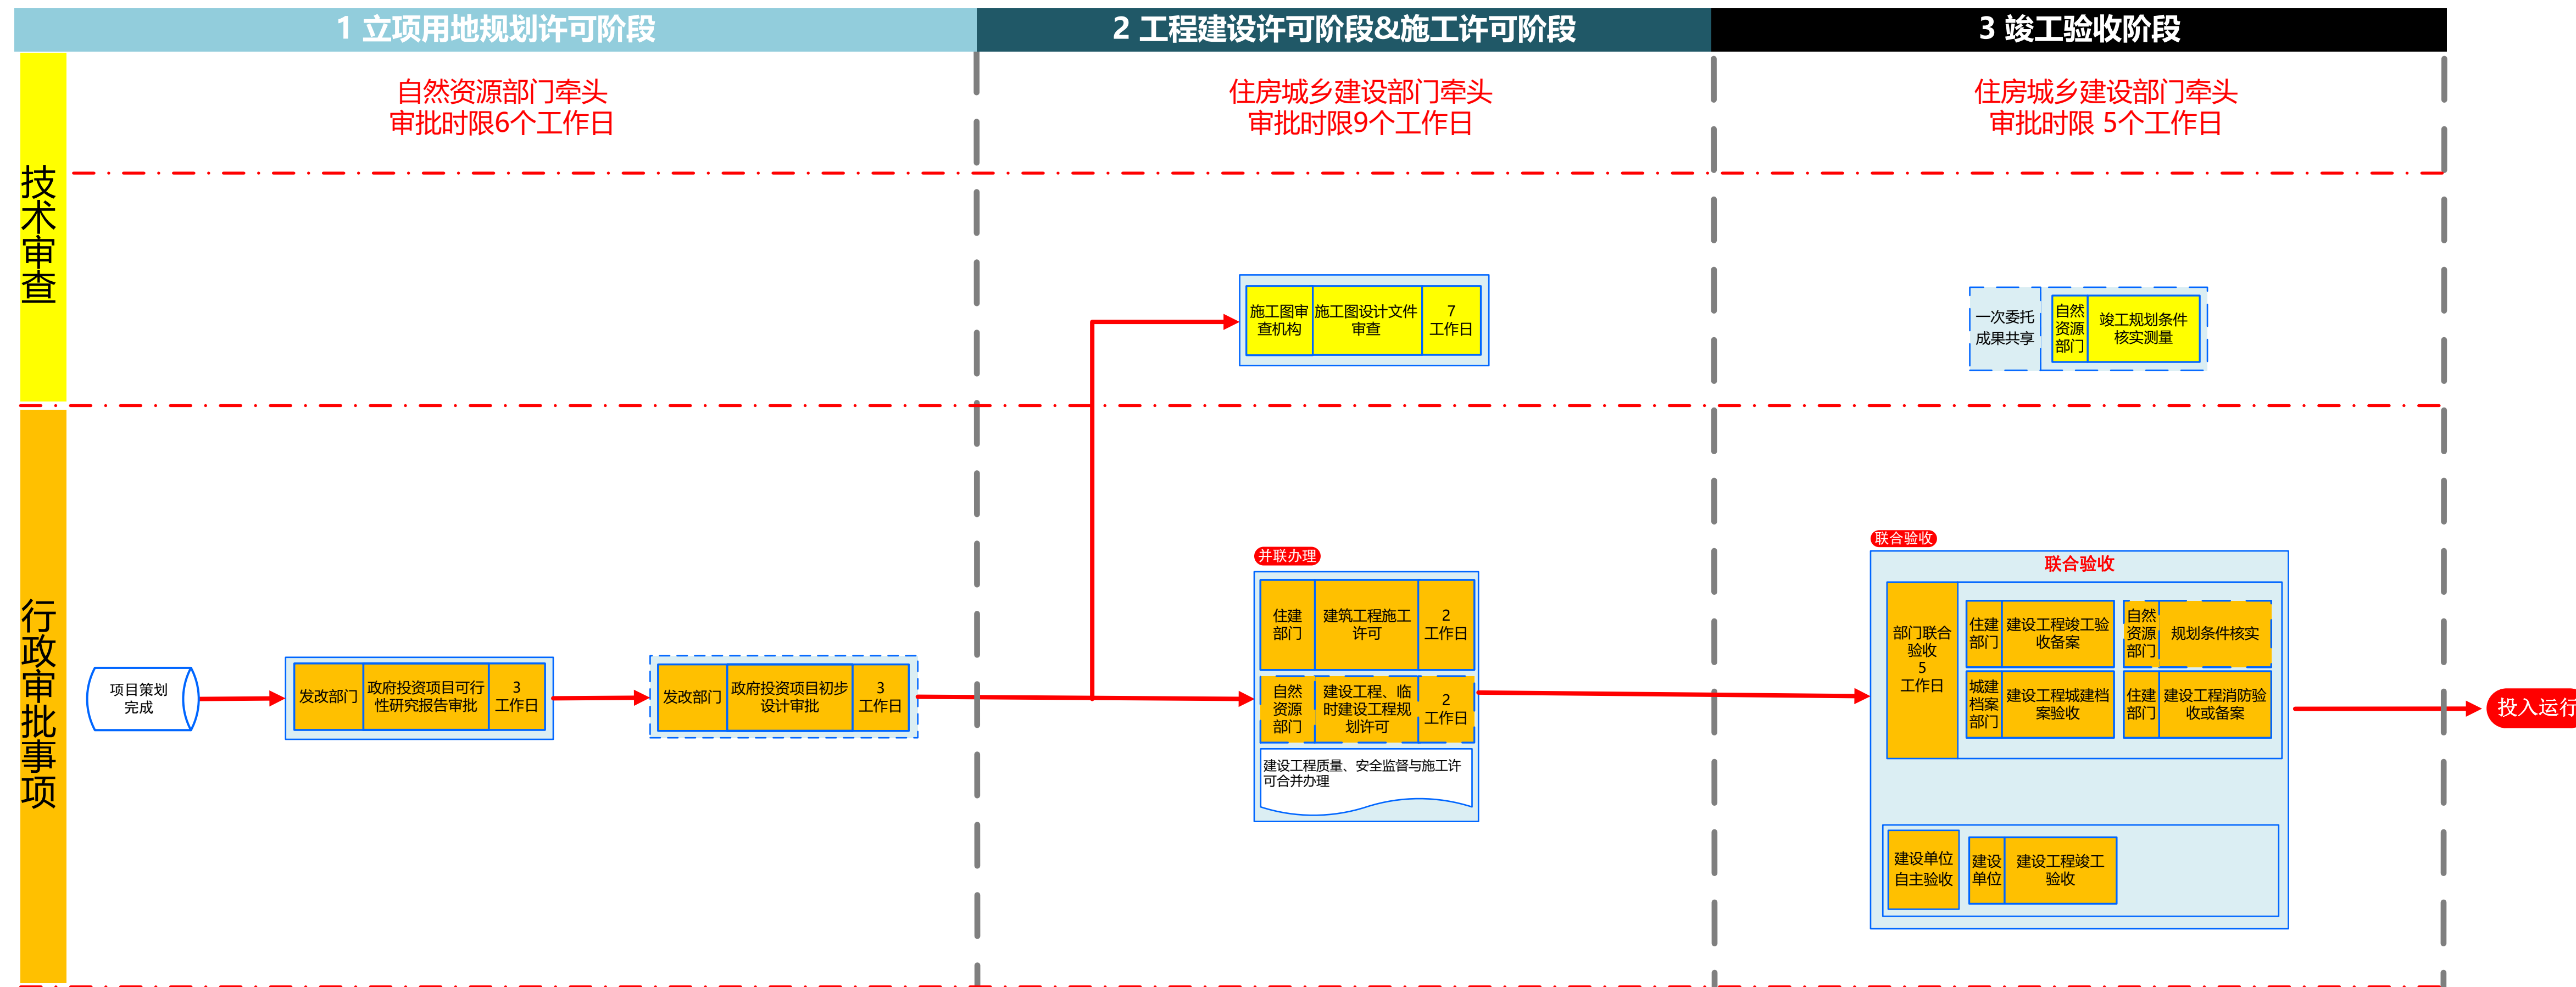 1 立项用地规划许可阶段
2 工程建设许可阶段&施工许可阶段
3 竣工验收阶段
自然资源部门牵头
审批时限6个工作日
住房城乡建设部门牵头
审批时限9个工作日
住房城乡建设部门牵头
审批时限 5个工作日
技术审查
施工图审
查机构
施工图设计文件
审查
7
工作日
一次委托
成果共享
自然
资源
部门
竣工规划条件
核实测量
行政审批事项
项目策划
完成
发改部门
政府投资项目可行
性研究报告审批
3
工作日
发改部门
政府投资项目初步
设计审批
3
工作日
并联办理
住建
部门
建筑工程施工
许可
2
工作日
自然
资源
部门
建设工程、临
时建设工程规
划许可
2
工作日
建设工程质量、安全监督与施工许
可合并办理
联合验收
联合验收
部门联合
验收
5
工作日
住建
部门
建设工程竣工验
收备案
自然
资源
部门
规划条件核实
城建
档案
部门
建设工程城建档
案验收
住建
部门
建设工程消防验
收或备案
建设单位
自主验收
建设
单位
建设工程竣工
验收
投入运行